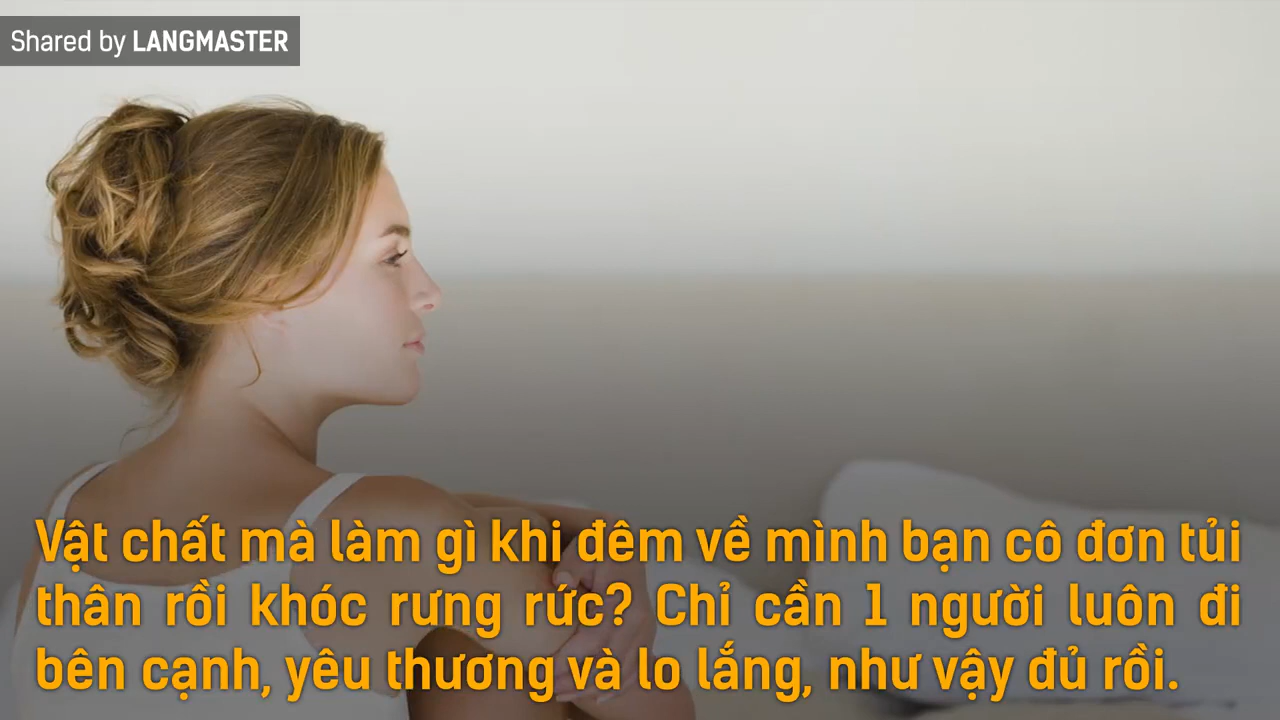 Shared by LANGMASTER
Vật chất mà làm gì khi đêm về mình bạn cô đơn tủi
thân rồi khóc rưng rức? Chỉ cần 1 người luôn đi
bên cạnh, yêu thương và lo lắng, như vậy đủ rồi.